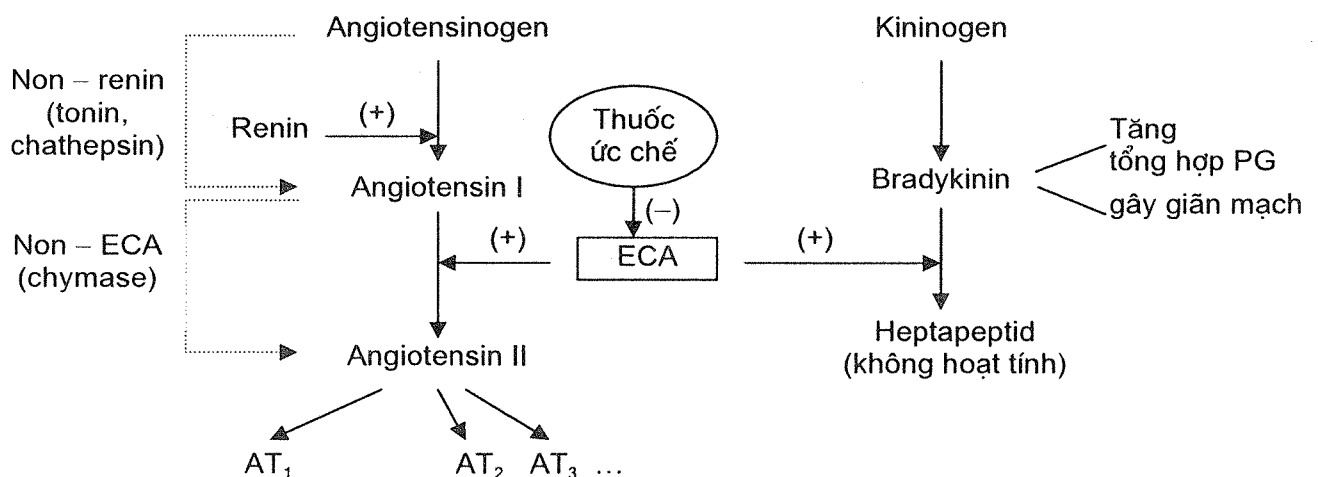 Angiotensinogen
Kininogen
Non – renin
(tonin,
chathepsin)
Renin
(+)
Thuốc
ức chế
Tăng
tổng hợp PG
Angiotensin I
Bradykinin
gây giãn mạch
(–)
Non – ECA
(chymase)
(+)
ECA
(+)
Heptapeptid
(không hoạt tính)
Angiotensin II
AT₁
AT₂
AT₃ ...